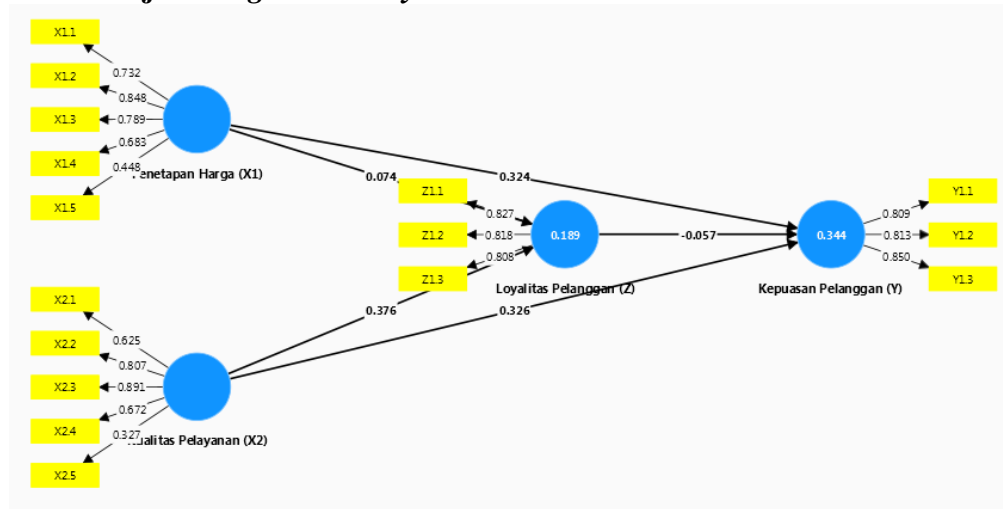 X1.1
X1.2
X1.3
X1.4
X1.5
0.732
0.848
0.789
0.683
0.448
enetapan Harga (X1)
0.074
0.324
Z1.1
Z1.2
Z1.3
0.827
0.818
0.808
0.189
Loyalitas Pelanggan (Z)
-0.057
0.344
Kepuasan Pelanggan (Y)
0.809
0.813
0.850
Y1.1
Y1.2
Y1.3
0.376
0.326
X2.1
X2.2
X2.3
X2.4
X2.5
0.625
0.807
0.891
0.672
0.327
alitas Pelayanan (X2)